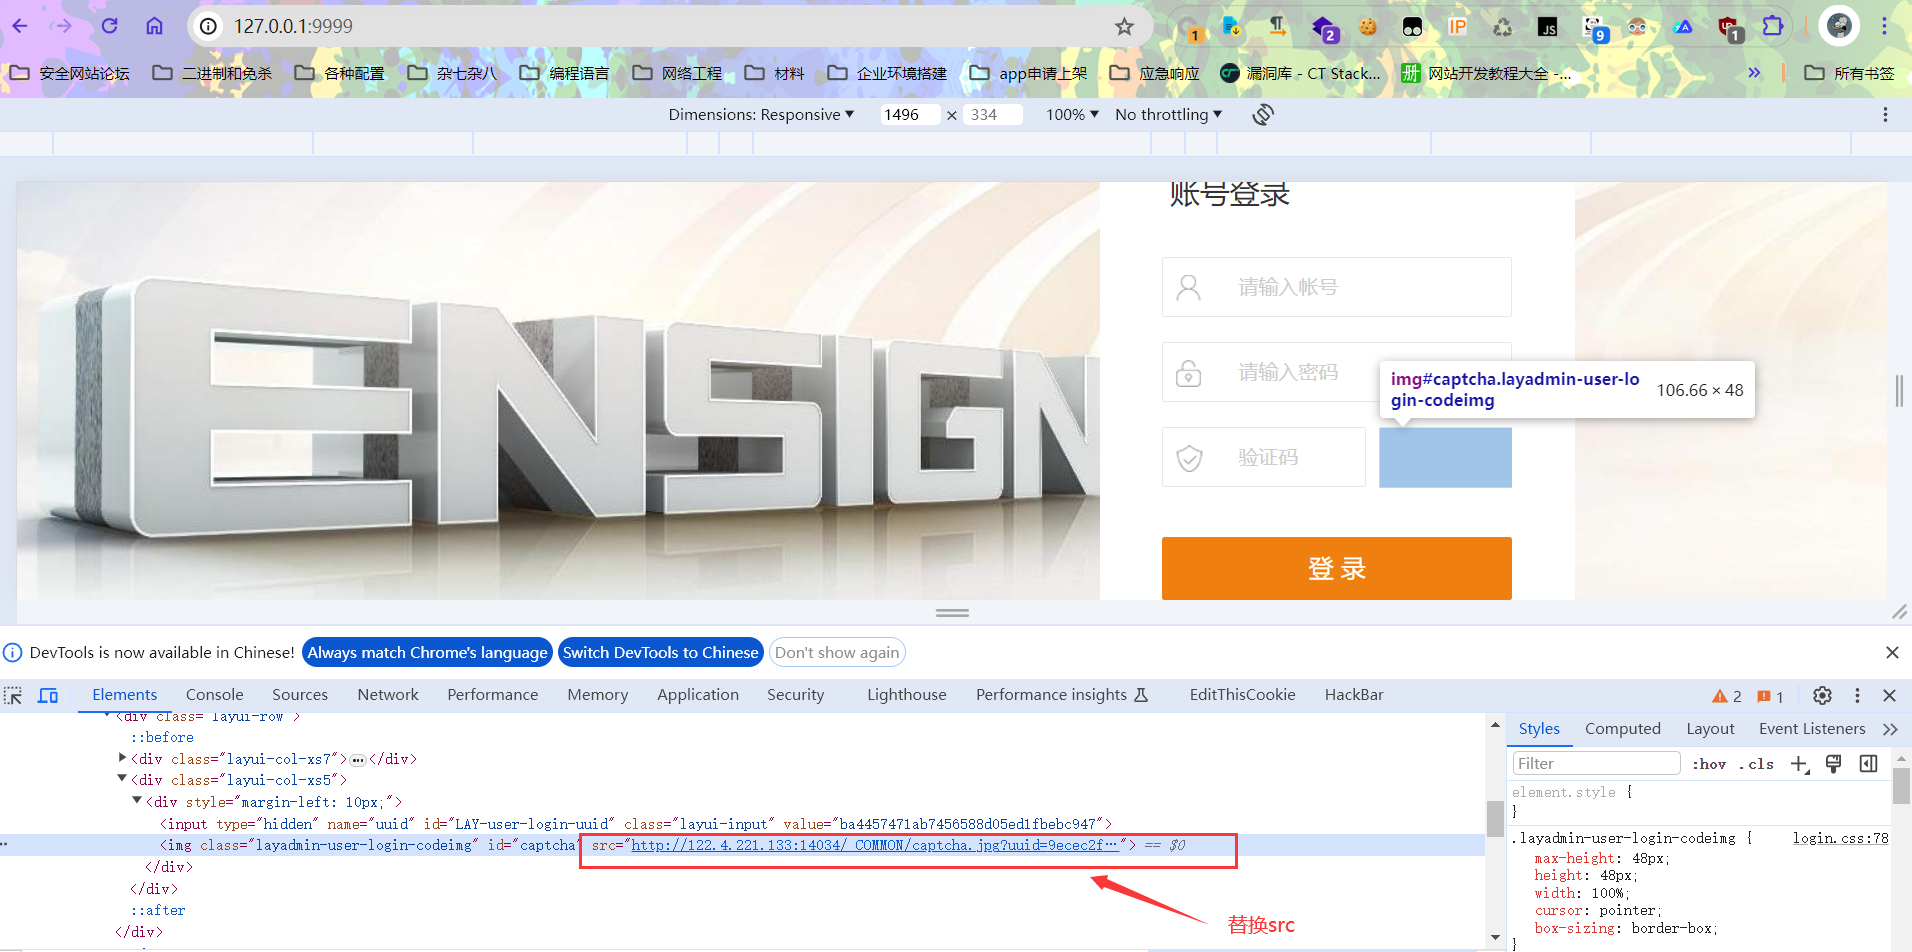 127.0.0.1:9999
1
IP
2
JS
9
1
安全网站论坛
二进制和免杀
各种配置
杂七杂八
编程语言
网络工程
材料
企业环境搭建
app申请上架
应急响应
漏洞库 - CT Stack...
册 网站开发教程大全 -...
»
所有书签
Dimensions: Responsive ▼ 1496 × 334 100% ▼ No throttling ▼
ENSIGN
账号登录
请输入帐号
请输入密码
img#captcha.layadmin-user-lo
gin-codeimg
106.66 × 48
验证码
登 录
DevTools is now available in Chinese! Always match Chrome's language Switch DevTools to Chinese Don't show again
Elements Console Sources Network Performance Memory Application Security Lighthouse Performance insights EditThisCookie HackBar 2 1
<div class="layui-row">
::before
<div class="layui-col-xs7">…</div>
<div class="layui-col-xs5">
<div style="margin-left: 10px;">
<input type="hidden" name="uuid" id="LAY-user-login-uuid" class="layui-input" value="ba4457471ab7456588d05ed1fbebc947">
<img class="layadmin-user-login-codeimg" id="captcha" src="http://122.4.221.133:14034/_COMMON/captcha.jpg?uuid=9ecec2f…"> == $0
</div>
</div>
::after
</div>
替换src
Styles Computed Layout Event Listeners »
Filter :hov .cls
element.style {
}
.layadmin-user-login-codeimg { login.css:78
max-height: 48px;
height: 48px;
width: 100%;
cursor: pointer;
box-sizing: border-box;
}